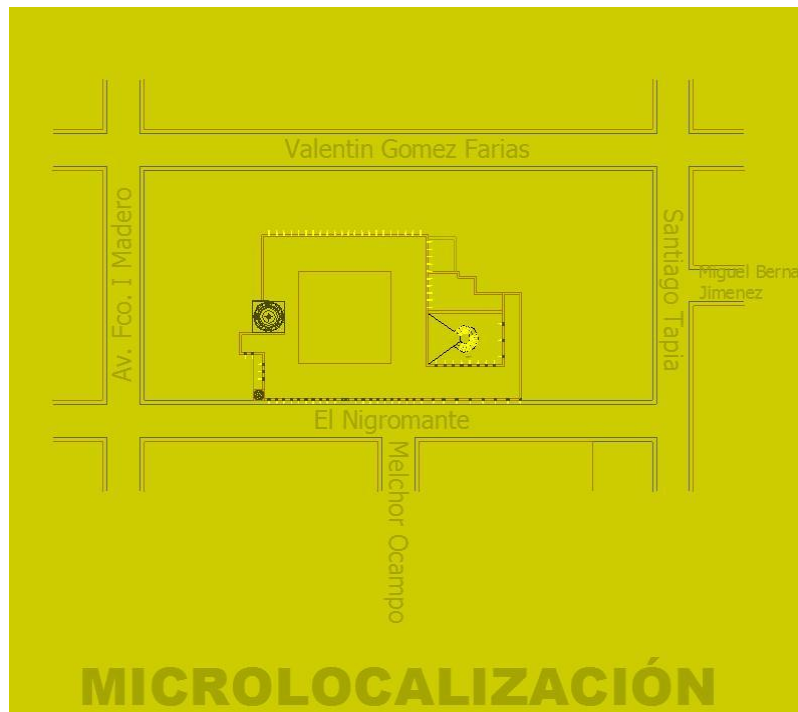 Valentin Gomez Farias
Av. Fco. I Madero
Santiago Tapia
Miguel Berna
Jimenez
El Nigromante
Melchor Ocampo
MICROLOCALIZACIÓN